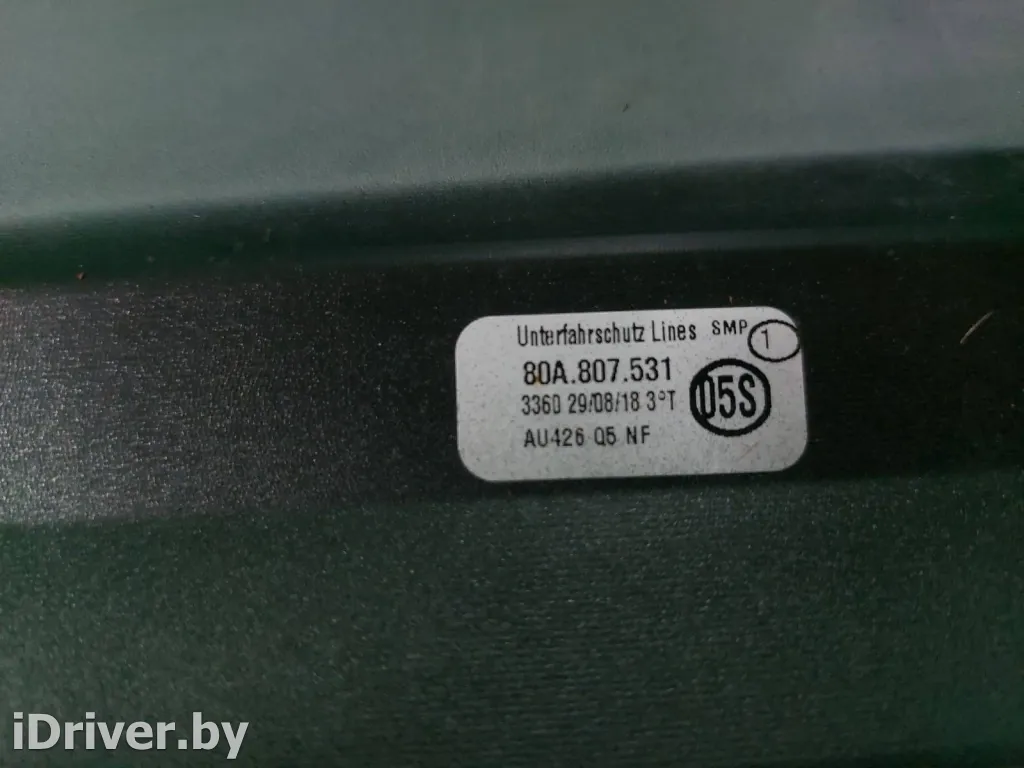 Unterfahrschutz Lines SMP 1
80A.807.531
3360 29/08/18 3°T
05S
AU426 Q5 NF
iDriver.by